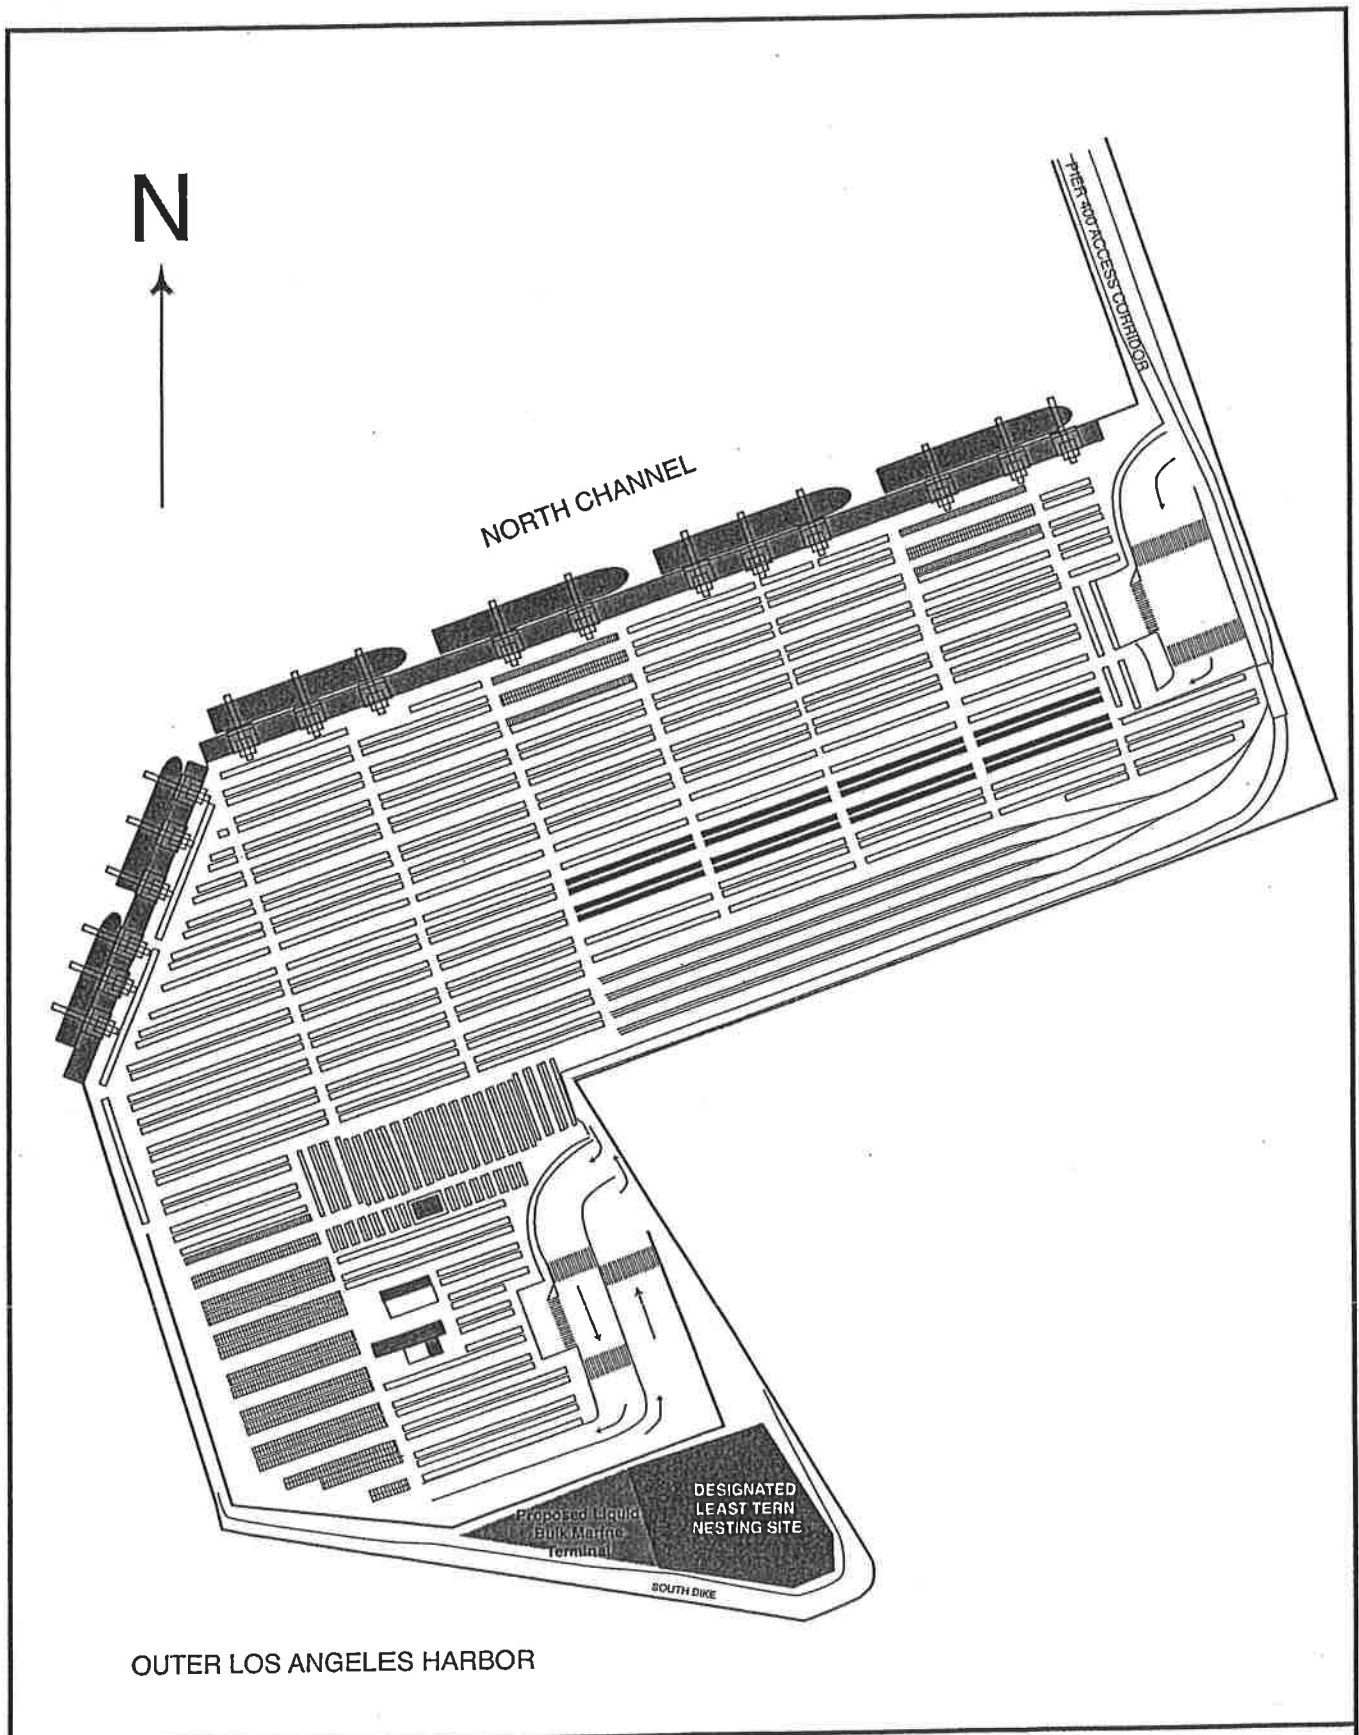 N
PIER 400 ACCESS CORRIDOR
NORTH CHANNEL
Proposed Liquid
Bulk Marine
Terminal
DESIGNATED
LEAST TERN
NESTING SITE
SOUTH DIKE
OUTER LOS ANGELES HARBOR